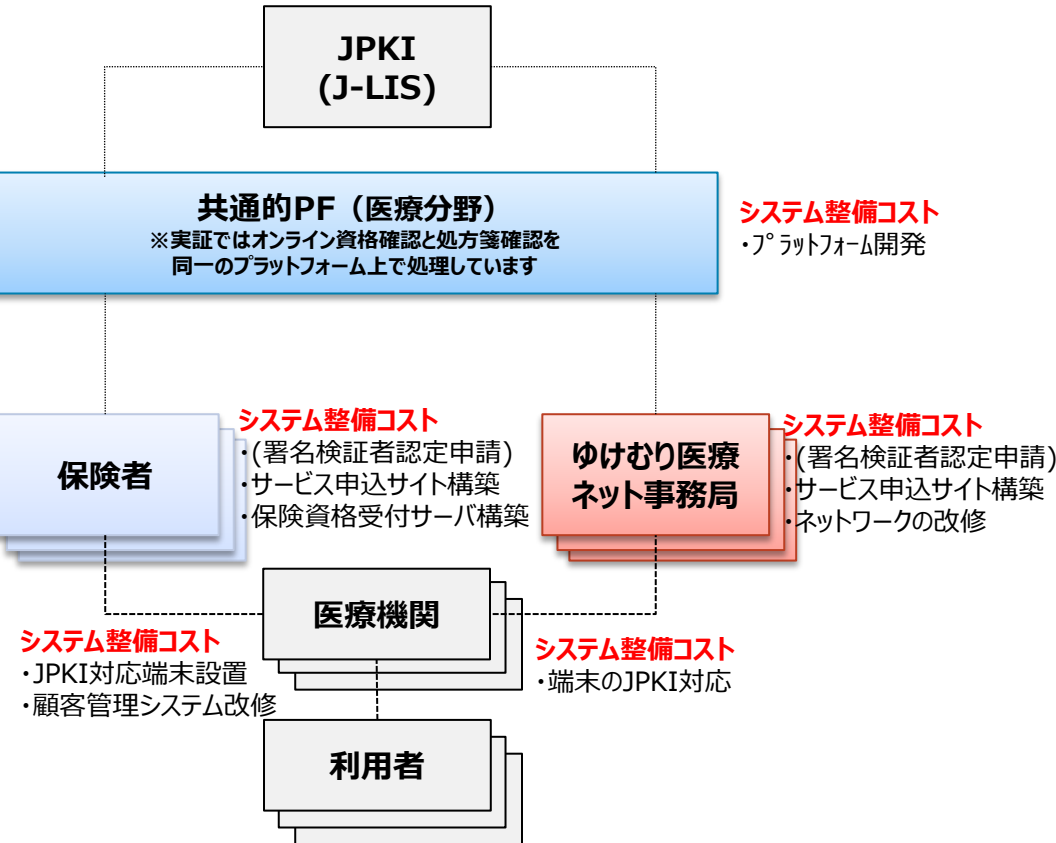 JPKI
(J-LIS)
共通的PF（医療分野）
※実証ではオンライン資格確認と処方箋確認を
同一のプラットフォーム上で処理しています
システム整備コスト
・ﾌﾟﾗｯﾄﾌｫｰﾑ開発
保険者
システム整備コスト
・(署名検証者認定申請)
・サービス申込サイト構築
・保険資格受付サーバ構築
ゆけむり医療
ネット事務局
システム整備コスト
・(署名検証者認定申請)
・サービス申込サイト構築
・ネットワークの改修
医療機関
システム整備コスト
・JPKI対応端末設置
・顧客管理システム改修
システム整備コスト
・端末のJPKI対応
利用者